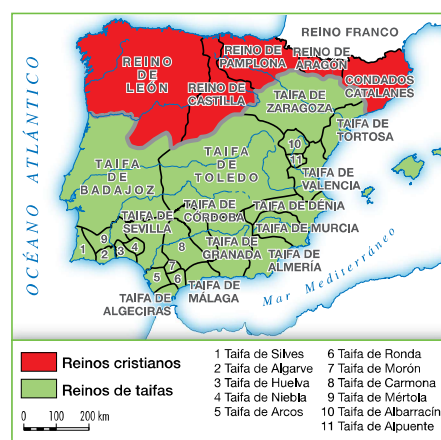 REINO FRANCO
REINO DE LEÓN
REINO DE PAMPLONA
REINO DE ARAGÓN
REINO DE CASTILLA
CONDADOS CATALANES
TAIFA DE ZARAGOZA
TAIFA DE TORTOSA
10
11
TAIFA DE BADAJOZ
TAIFA DE TOLEDO
TAIFA DE VALENCIA
TAIFA DE DÉNIA
TAIFA DE SEVILLA
TAIFA DE CÓRDOBA
TAIFA DE MURCIA
9
1
2
3
4
8
TAIFA DE GRANADA
TAIFA DE ALMERÍA
7
5
6
TAIFA DE ALGECIRAS
TAIFA DE MÁLAGA
OCÉANO ATLÁNTICO
Mar Mediterráneo
Reinos cristianos
Reinos de taifas
0 100 200 km
1 Taifa de Silves
2 Taifa de Algarve
3 Taifa de Huelva
4 Taifa de Niebla
5 Taifa de Arcos
6 Taifa de Ronda
7 Taifa de Morón
8 Taifa de Carmona
9 Taifa de Mértola
10 Taifa de Albarracín
11 Taifa de Alpuente